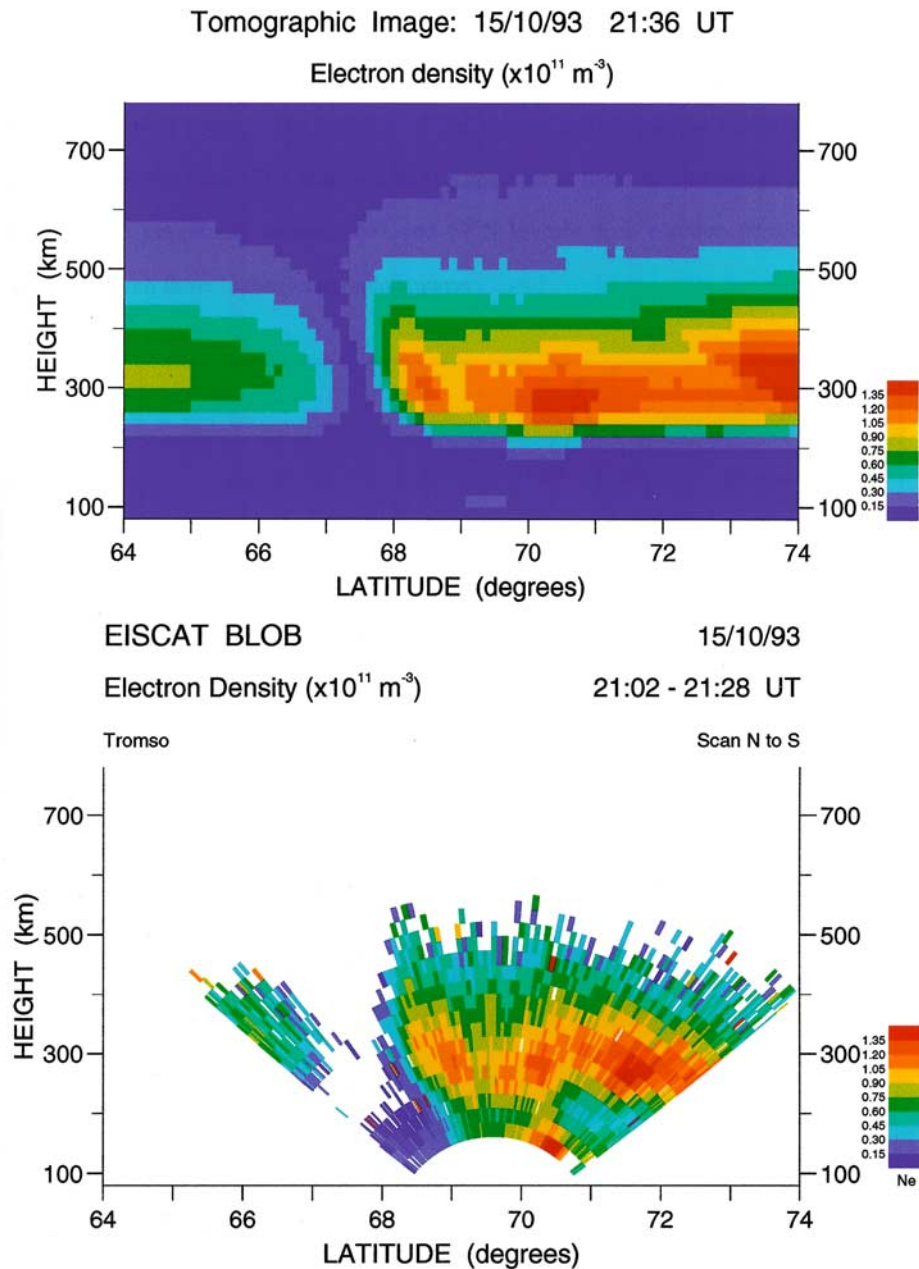 Tomographic Image: 15/10/93 21:36 UT
Electron density (x10¹¹ m⁻³)
HEIGHT (km)
700
500
300
100
700
500
300
100
1.35
1.20
1.05
0.90
0.75
0.60
0.45
0.30
0.15
64 66 68 70 72 74
LATITUDE (degrees)
EISCAT BLOB 15/10/93
Electron Density (x10¹¹ m⁻³) 21:02 - 21:28 UT
Tromso Scan N to S
HEIGHT (km)
700
500
300
100
700
500
300
100
1.35
1.20
1.05
0.90
0.75
0.60
0.45
0.30
0.15
Ne
64 66 68 70 72 74
LATITUDE (degrees)